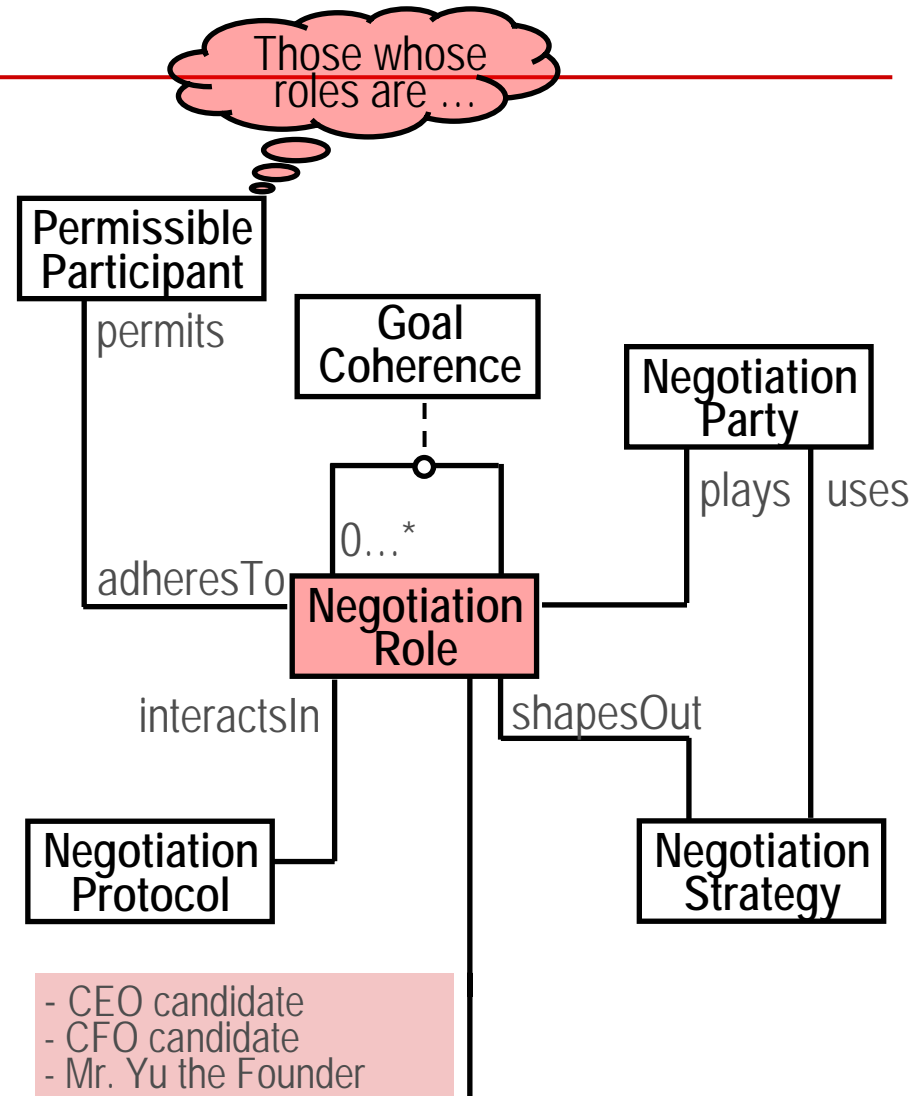 Those whose
roles are ...
Permissible
Participant
permits
Goal
Coherence
Negotiation
Party
plays
uses
0...*
adheresTo
Negotiation
Role
interactsIn
shapesOut
Negotiation
Protocol
Negotiation
Strategy
- CEO candidate
- CFO candidate
- Mr. Yu the Founder